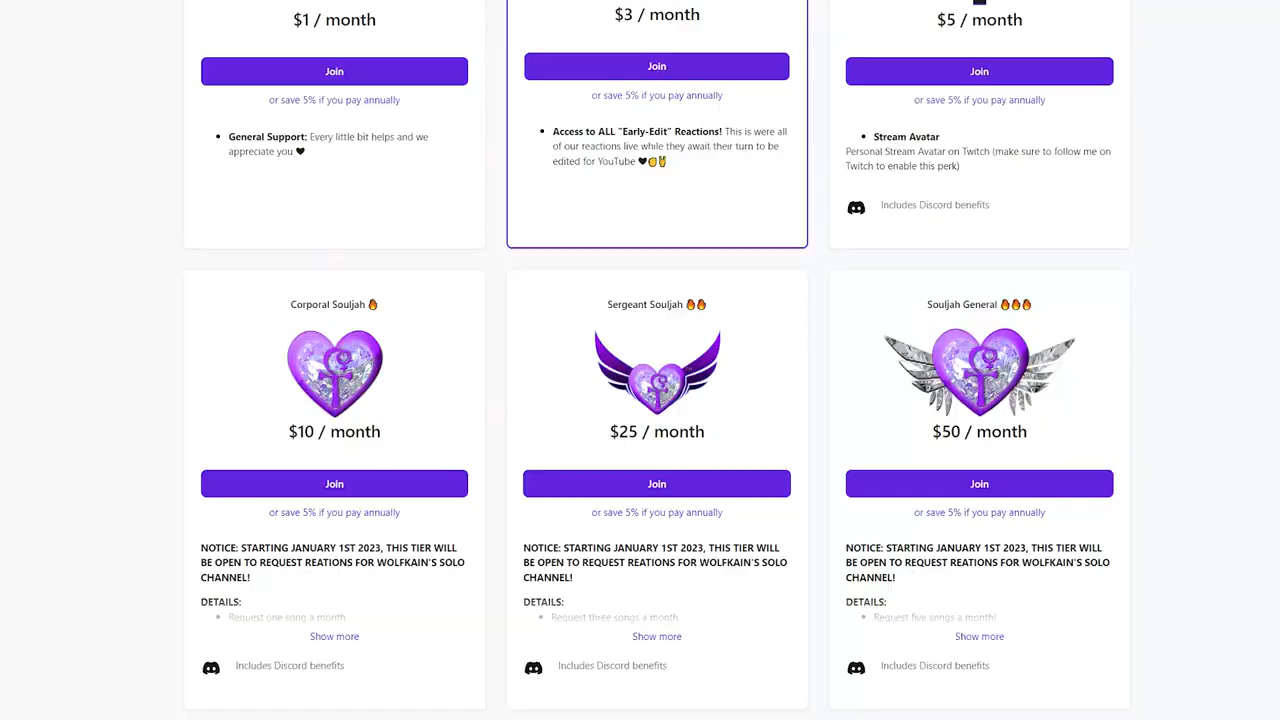 $1 / month
Join
or save 5% if you pay annually
General Support: Every little bit helps and we
appreciate you 🖤
$3 / month
Join
or save 5% if you pay annually
Access to ALL "Early-Edit" Reactions! This is were all
of our reactions live while they await their turn to be
edited for YouTube
$5 / month
Join
or save 5% if you pay annually
Stream Avatar
Personal Stream Avatar on Twitch (make sure to follow me on
Twitch to enable this perk)
Includes Discord benefits
Corporal Souljah 🔥
$10 / month
Join
or save 5% if you pay annually
NOTICE: STARTING JANUARY 1ST 2023, THIS TIER WILL
BE OPEN TO REQUEST REATIONS FOR WOLFKAIN'S SOLO
CHANNEL!
DETAILS:
Request one song a month
Show more
Includes Discord benefits
Sergeant Souljah 🔥🔥
$25 / month
Join
or save 5% if you pay annually
NOTICE: STARTING JANUARY 1ST 2023, THIS TIER WILL
BE OPEN TO REQUEST REATIONS FOR WOLFKAIN'S SOLO
CHANNEL!
DETAILS:
Request three songs a month
Show more
Includes Discord benefits
Souljah General 🔥🔥🔥
$50 / month
Join
or save 5% if you pay annually
NOTICE: STARTING JANUARY 1ST 2023, THIS TIER WILL
BE OPEN TO REQUEST REATIONS FOR WOLFKAIN'S SOLO
CHANNEL!
DETAILS:
Request five songs a month!
Show more
Includes Discord benefits